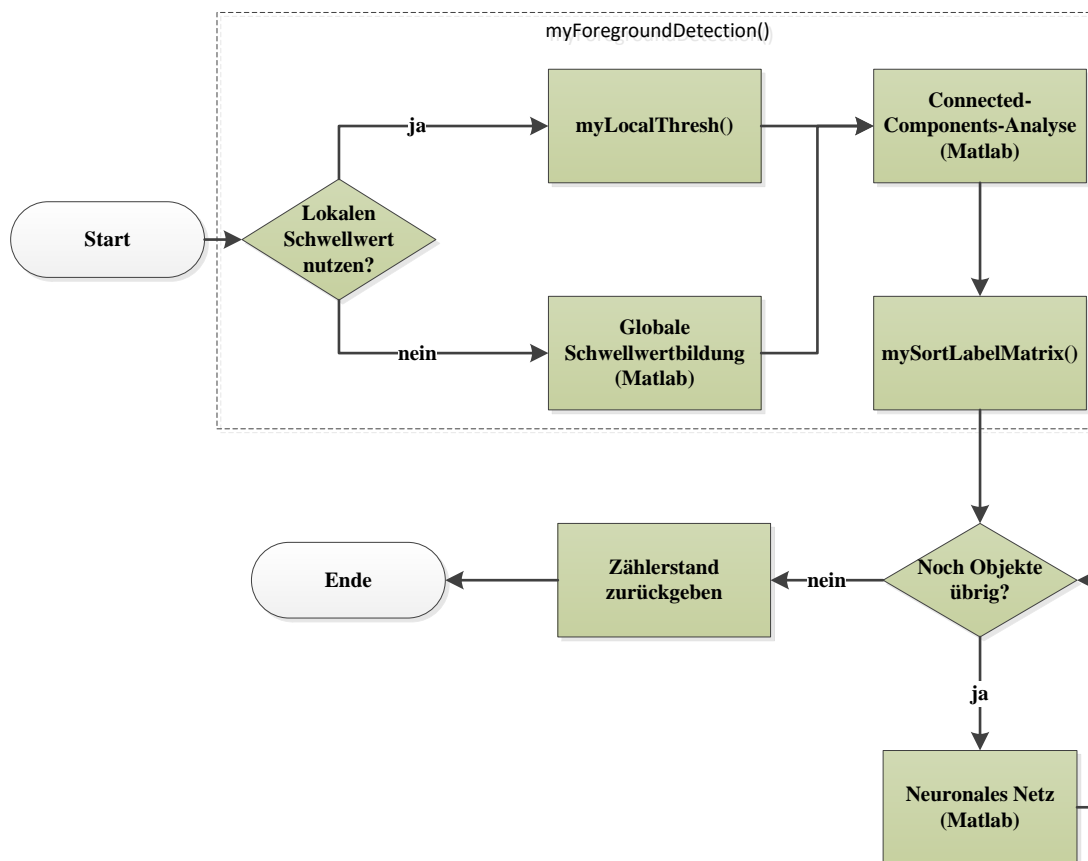 myForegroundDetection()
ja
myLocalThresh()
Connected-
Components-Analyse
(Matlab)
Start
Lokalen
Schwellwert
nutzen?
nein
Globale
Schwellwertbildung
(Matlab)
mySortLabelMatrix()
Ende
Zählerstand
zurückgeben
nein
Noch Objekte
übrig?
ja
Neuronales Netz
(Matlab)